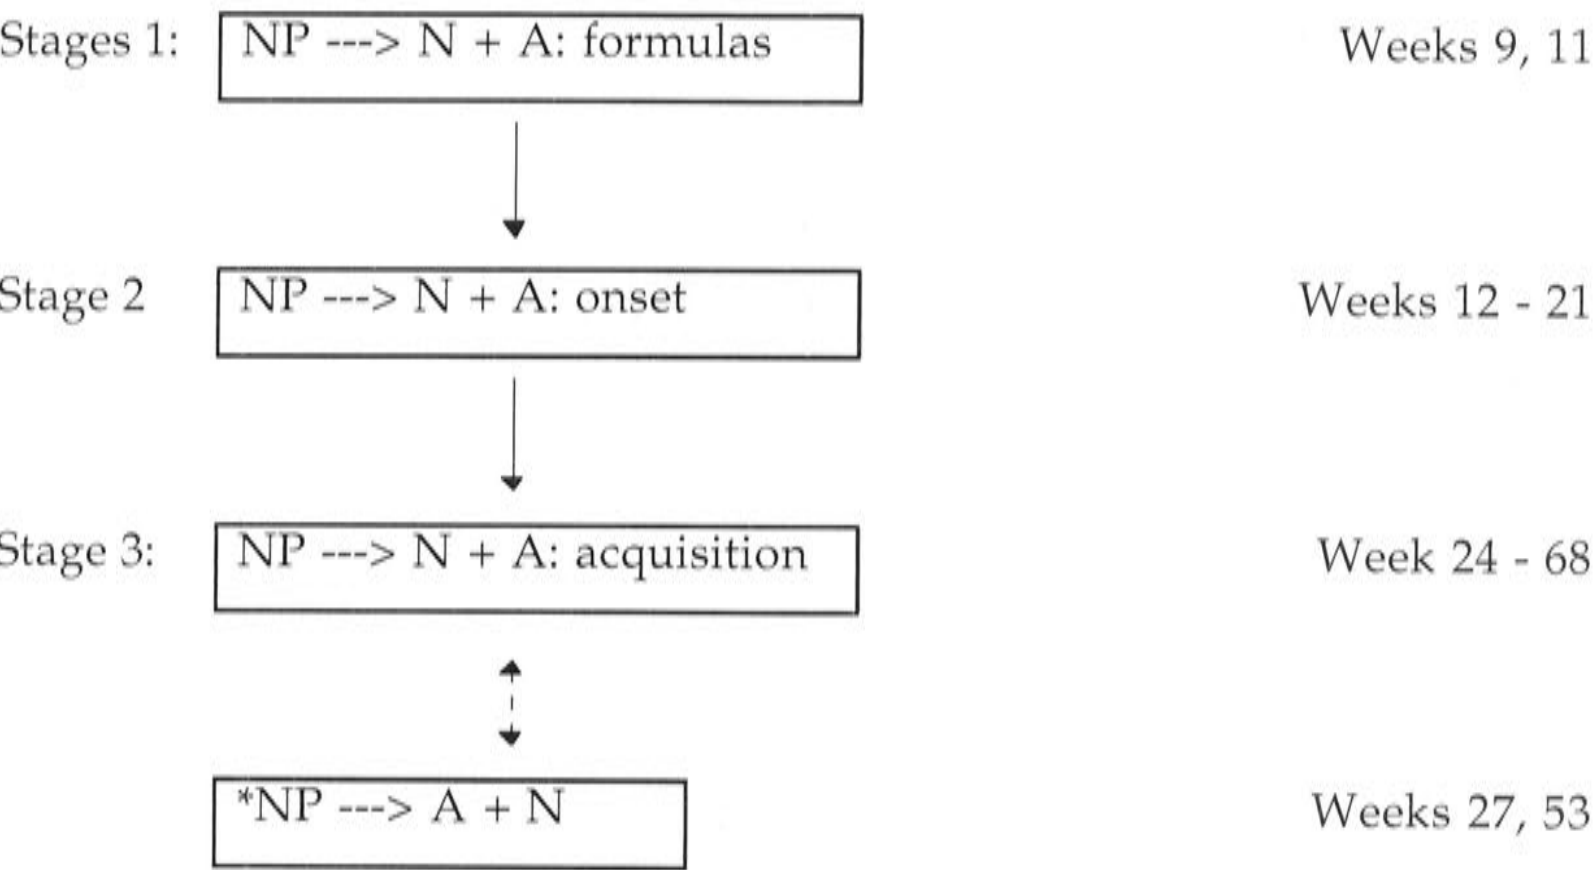 Stages 1: NP ---> N + A: formulas Weeks 9, 11
Stage 2 NP ---> N + A: onset Weeks 12 - 21
Stage 3: NP ---> N + A: acquisition Week 24 - 68
*NP ---> A + N Weeks 27, 53